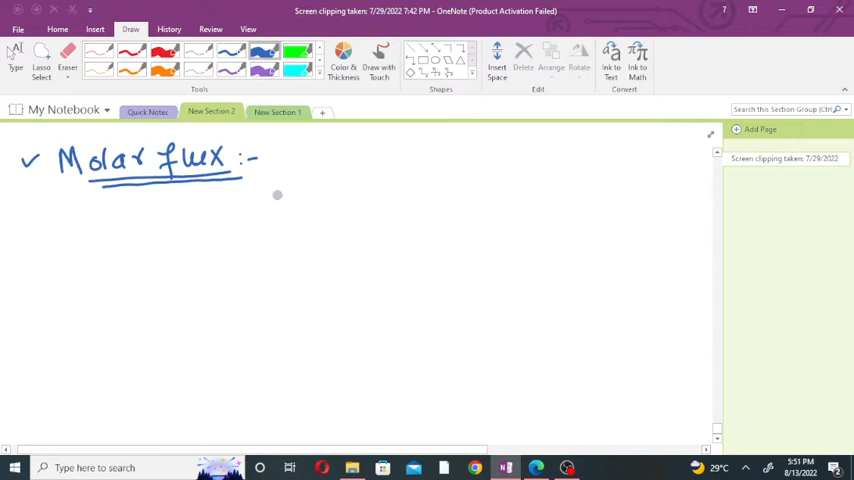 Screen clipping taken: 7/29/2022 7:42 PM - OneNote (Product Activation Failed)
File Home Insert Draw History Review View
Type Lasso Select Eraser Color & Thickness Draw with Touch Insert Space Delete Arrange Rotate Ink to Text Ink to Math
Tools Shapes Edit Convert
My Notebook Quick Notes New Section 2 New Section 1 Search this Section Group (Ctrl
Add Page
✓ Molar flux :-
Screen clipping taken: 7/29/2022
Type here to search 29°C 5:51 PM
8/13/2022 2